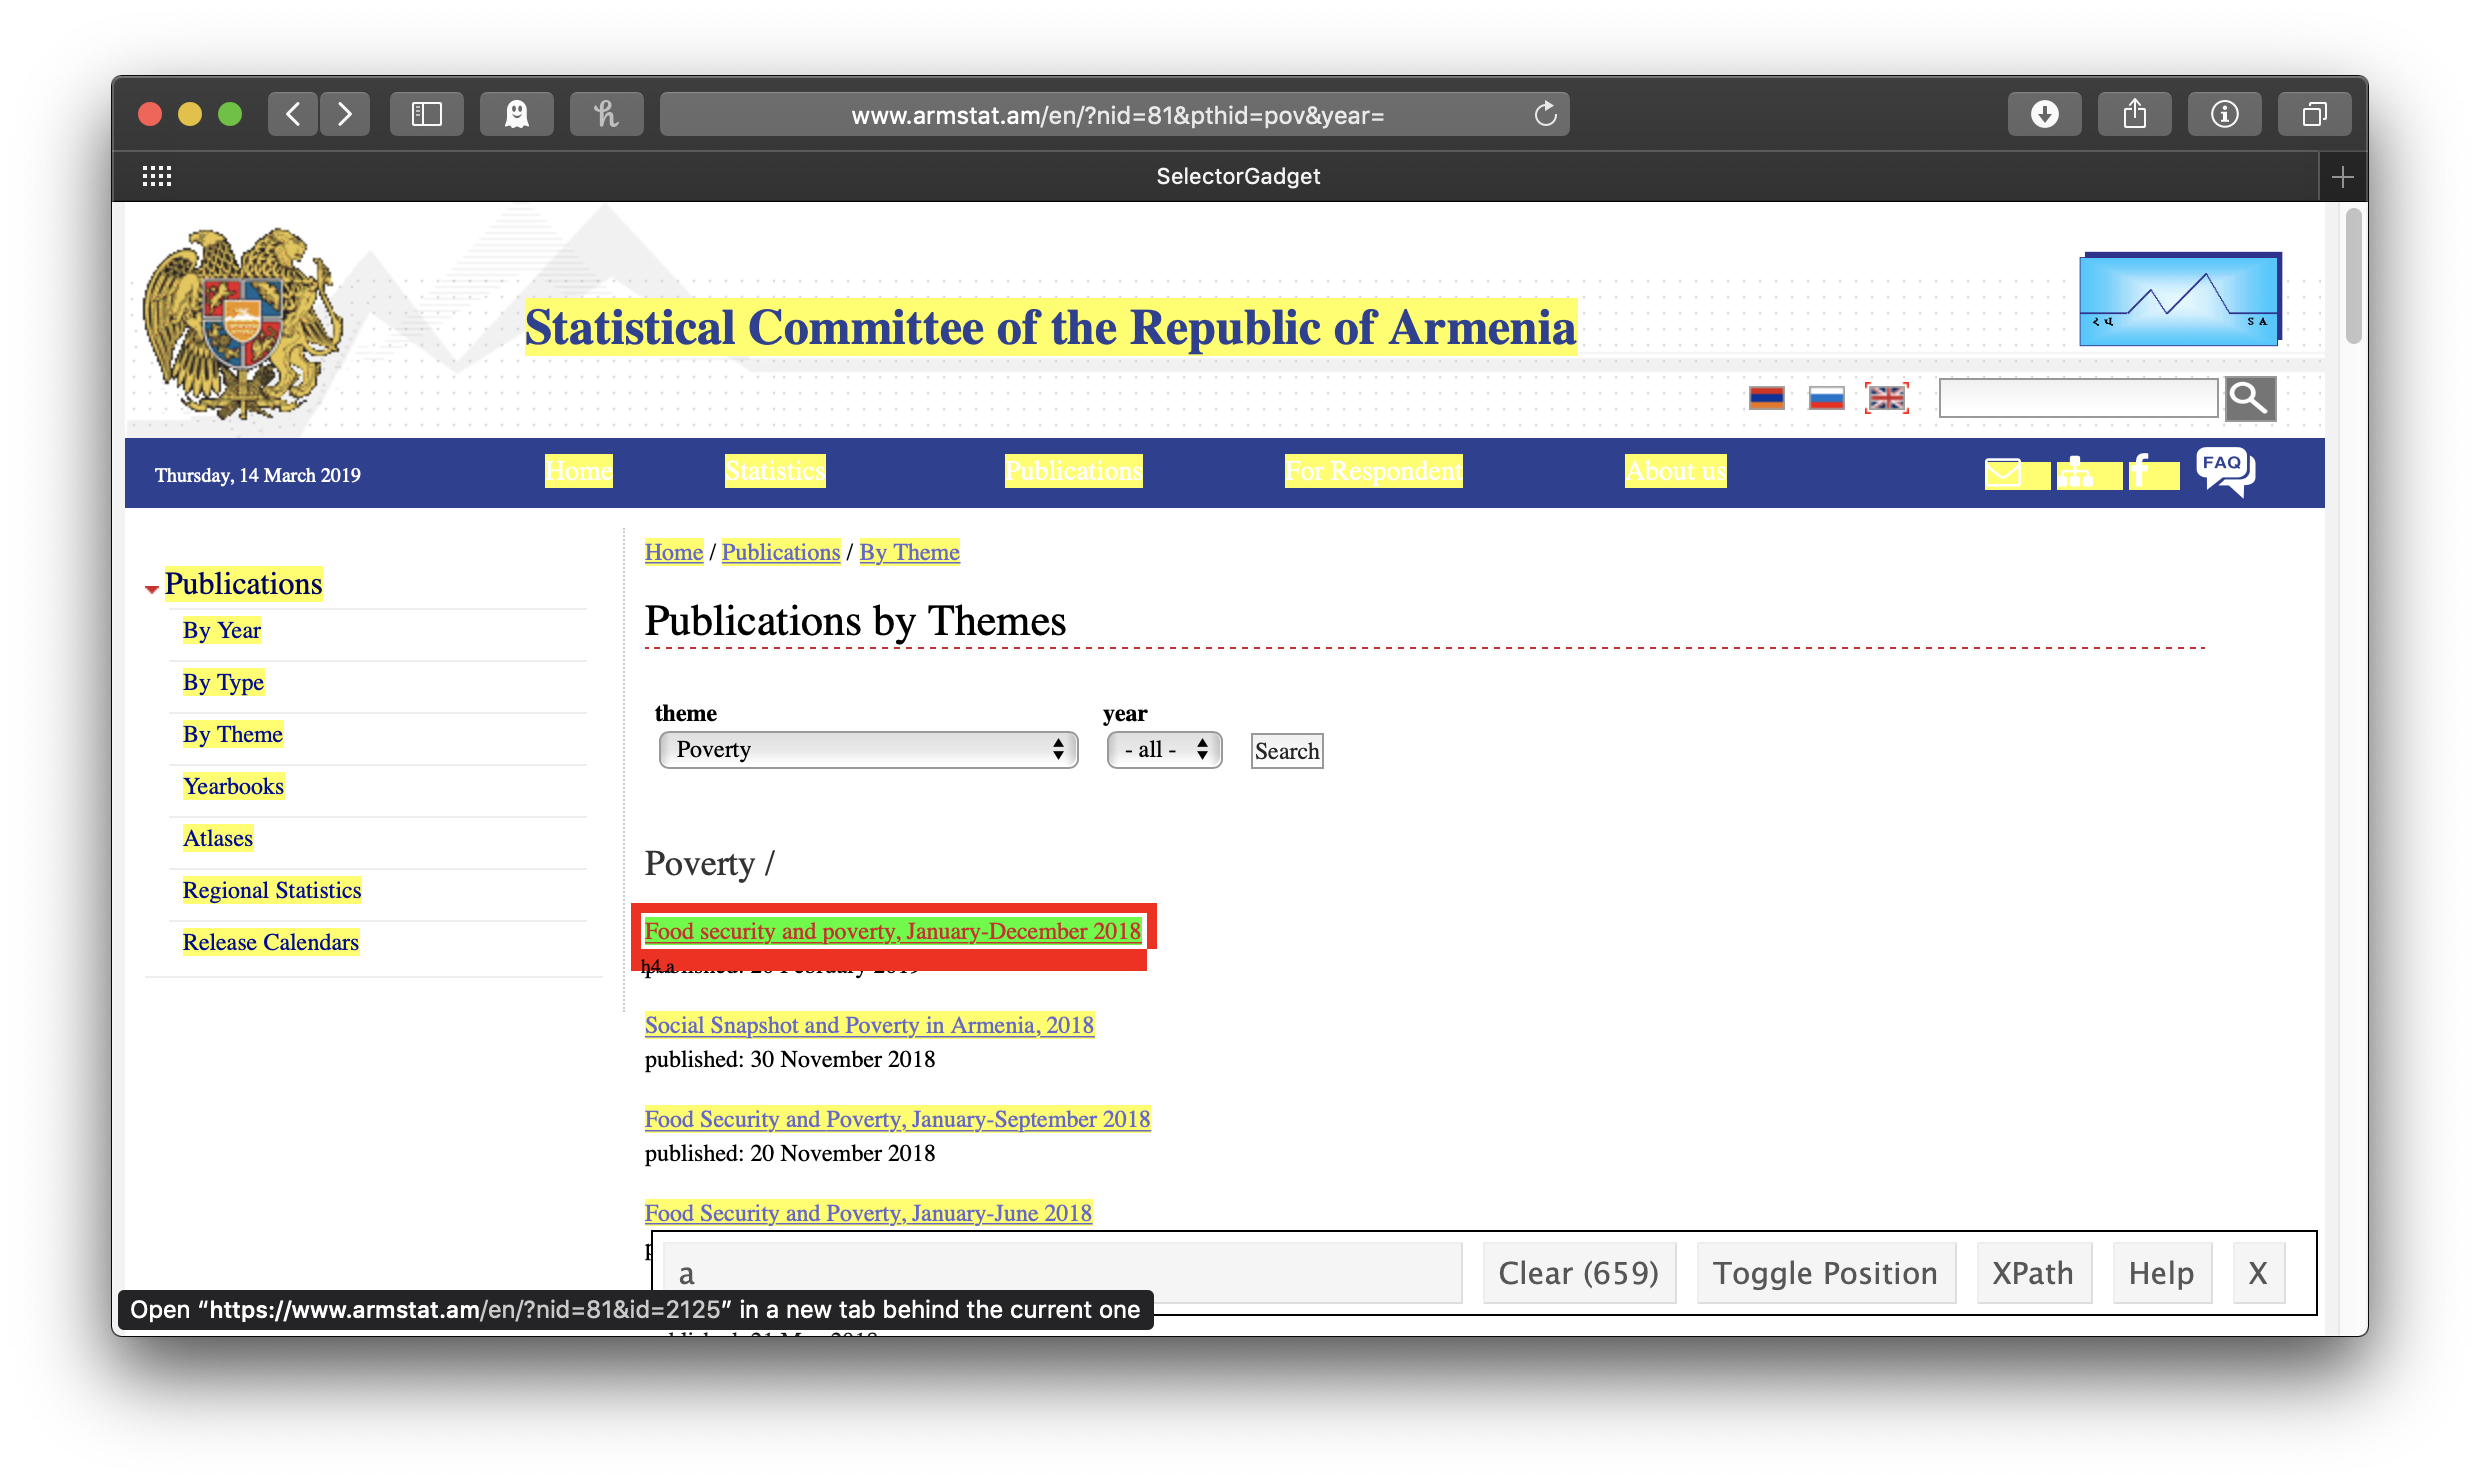 www.armstat.am/en/?nid=81&pthid=pov&year=
SelectorGadget
Statistical Committee of the Republic of Armenia
ՀՎ SA
Thursday, 14 March 2019 Home Statistics Publications For Respondent About us FAQ
Home / Publications / By Theme
Publications
By Year
By Type
By Theme
Yearbooks
Atlases
Regional Statistics
Release Calendars
Publications by Themes
theme year
Poverty - all - Search
Poverty /
Food security and poverty, January-December 2018
h4 a
Social Snapshot and Poverty in Armenia, 2018
published: 30 November 2018
Food Security and Poverty, January-September 2018
published: 20 November 2018
Food Security and Poverty, January-June 2018
a Clear (659) Toggle Position XPath Help X
Open “https://www.armstat.am/en/?nid=81&id=2125” in a new tab behind the current one